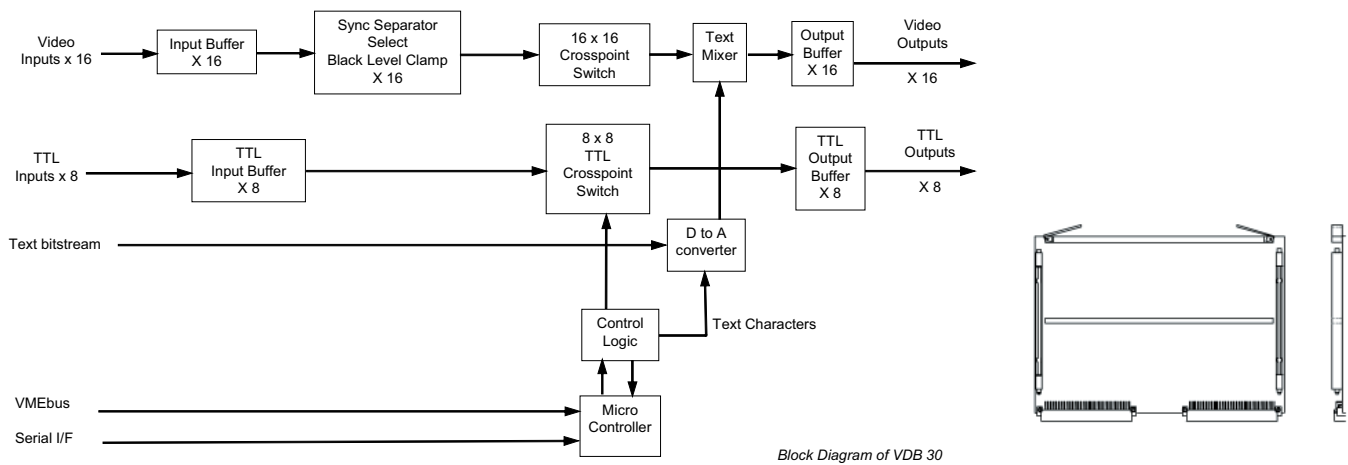 Video
Inputs x 16
Input Buffer
X 16
Sync Separator
Select
Black Level Clamp
X 16
16 x 16
Crosspoint
Switch
Text
Mixer
Output
Buffer
X 16
Video
Outputs
X 16
TTL
Inputs x 8
TTL
Input Buffer
X 8
8 x 8
TTL
Crosspoint
Switch
TTL
Output
Buffer
X 8
TTL
Outputs
X 8
Text bitstream
D to A
converter
Control
Logic
Text Characters
VMEbus
Serial I/F
Micro
Controller
Block Diagram of VDB 30